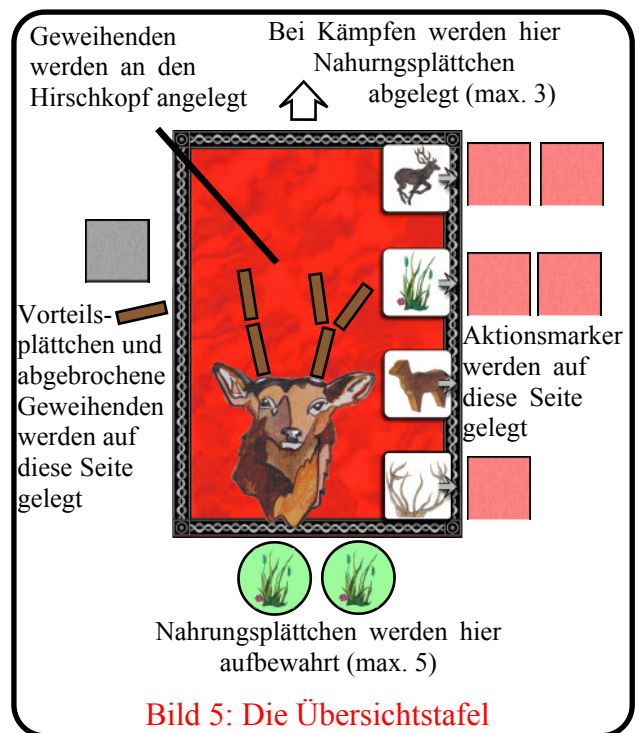 Geweihenden
werden an den
Hirschkopf angelegt
Bei Kämpfen werden hier
Nahurngsplättchen
abgelegt (max. 3)
Vorteils-
plättchen und
abgebrochene
Geweihenden
werden auf
diese Seite
gelegt
Aktionsmarker
werden auf
diese Seite
gelegt
Nahrungsplättchen werden hier
aufbewahrt (max. 5)
Bild 5: Die Übersichtstafel